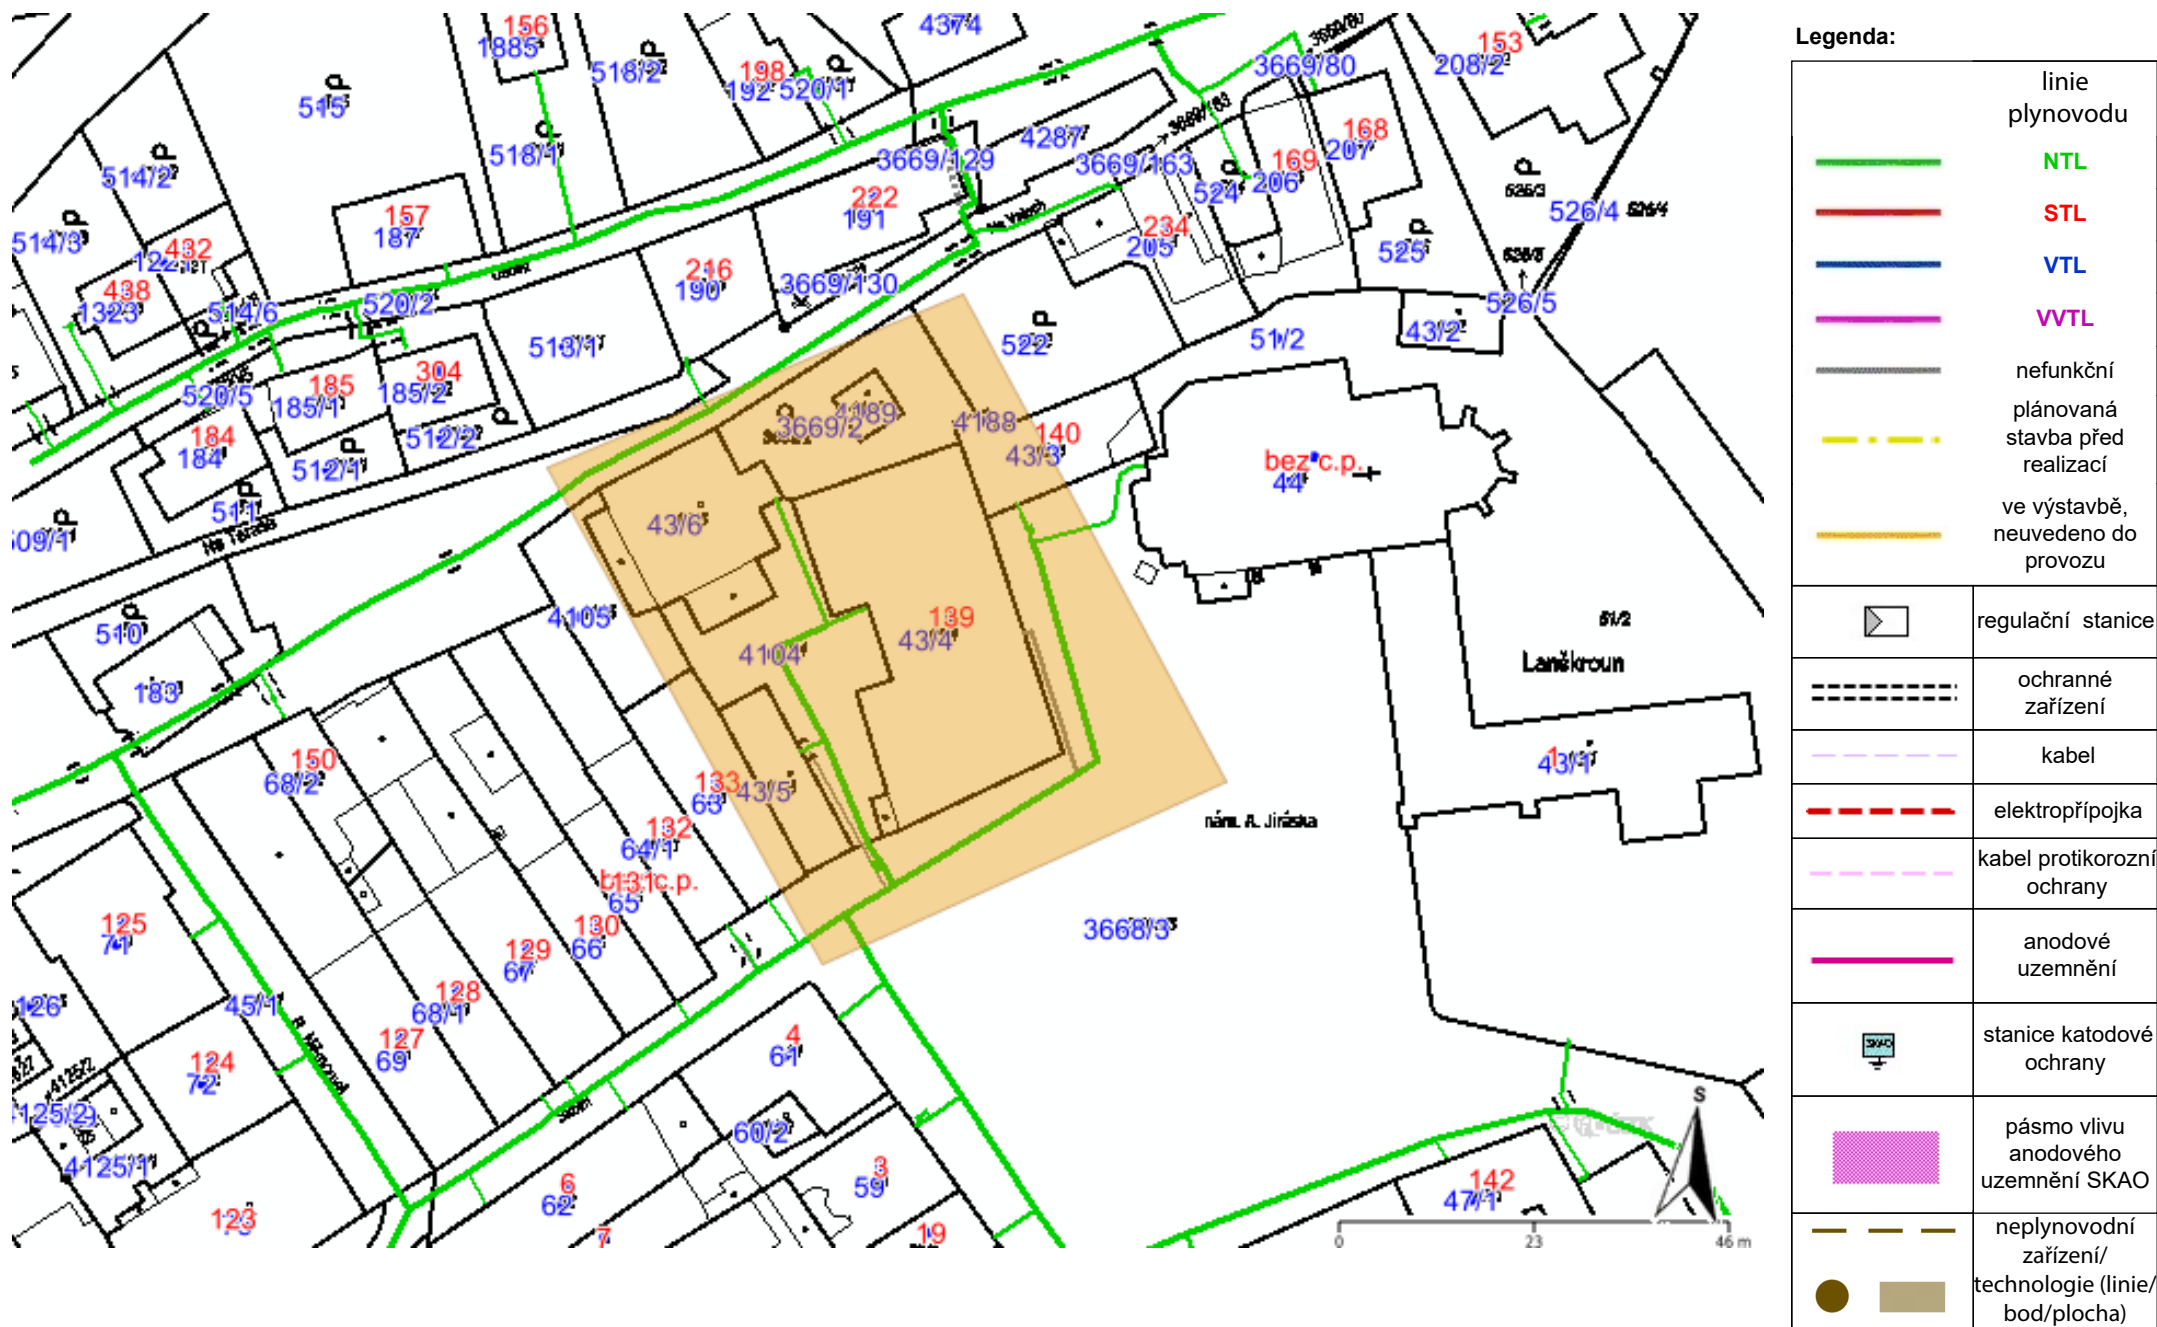 156
1885
4374
153
208/2
518/2
198
192
520/1
3669/80
515
518/1
4287
3669/129
3669/163
168
207
169
206
524
514/2
157
187
222
191
234
205
526/4
525
514/3
432
438
1323
514/6
520/2
216
190
3669/130
526/5
513/1
522
51/2
43/2
520/5
185
185/1
304
185/2
4189
3669/2
4188
140
43/3
184
184
512/1
512/2
bez c.p.
44
511
43/6
Na Terase
509/1
510
4105
139
43/4
51/2
183
4104
Lanškroun
150
68/2
133
63
43/5
1
43/1
132
64/1
nám. A. Jiráska
131
65
125
71
130
66
3668/3
129
67
126
45/1
128
68/1
127
69
4
61
124
72
4125/2
60/2
4125/1
6
62
3
59
142
47/1
123
7
19
S
0 23 46 m
Legenda:
linie
plynovodu
NTL
STL
VTL
VVTL
nefunkční
plánovaná
stavba před
realizací
ve výstavbě,
neuvedeno do
provozu
regulační stanice
ochranné
zařízení
kabel
elektropřípojka
kabel protikorozní
ochrany
anodové
uzemnění
SKAO
stanice katodové
ochrany
pásmo vlivu
anodového
uzemnění SKAO
neplynovodní
zařízení/
technologie (linie/
bod/plocha)